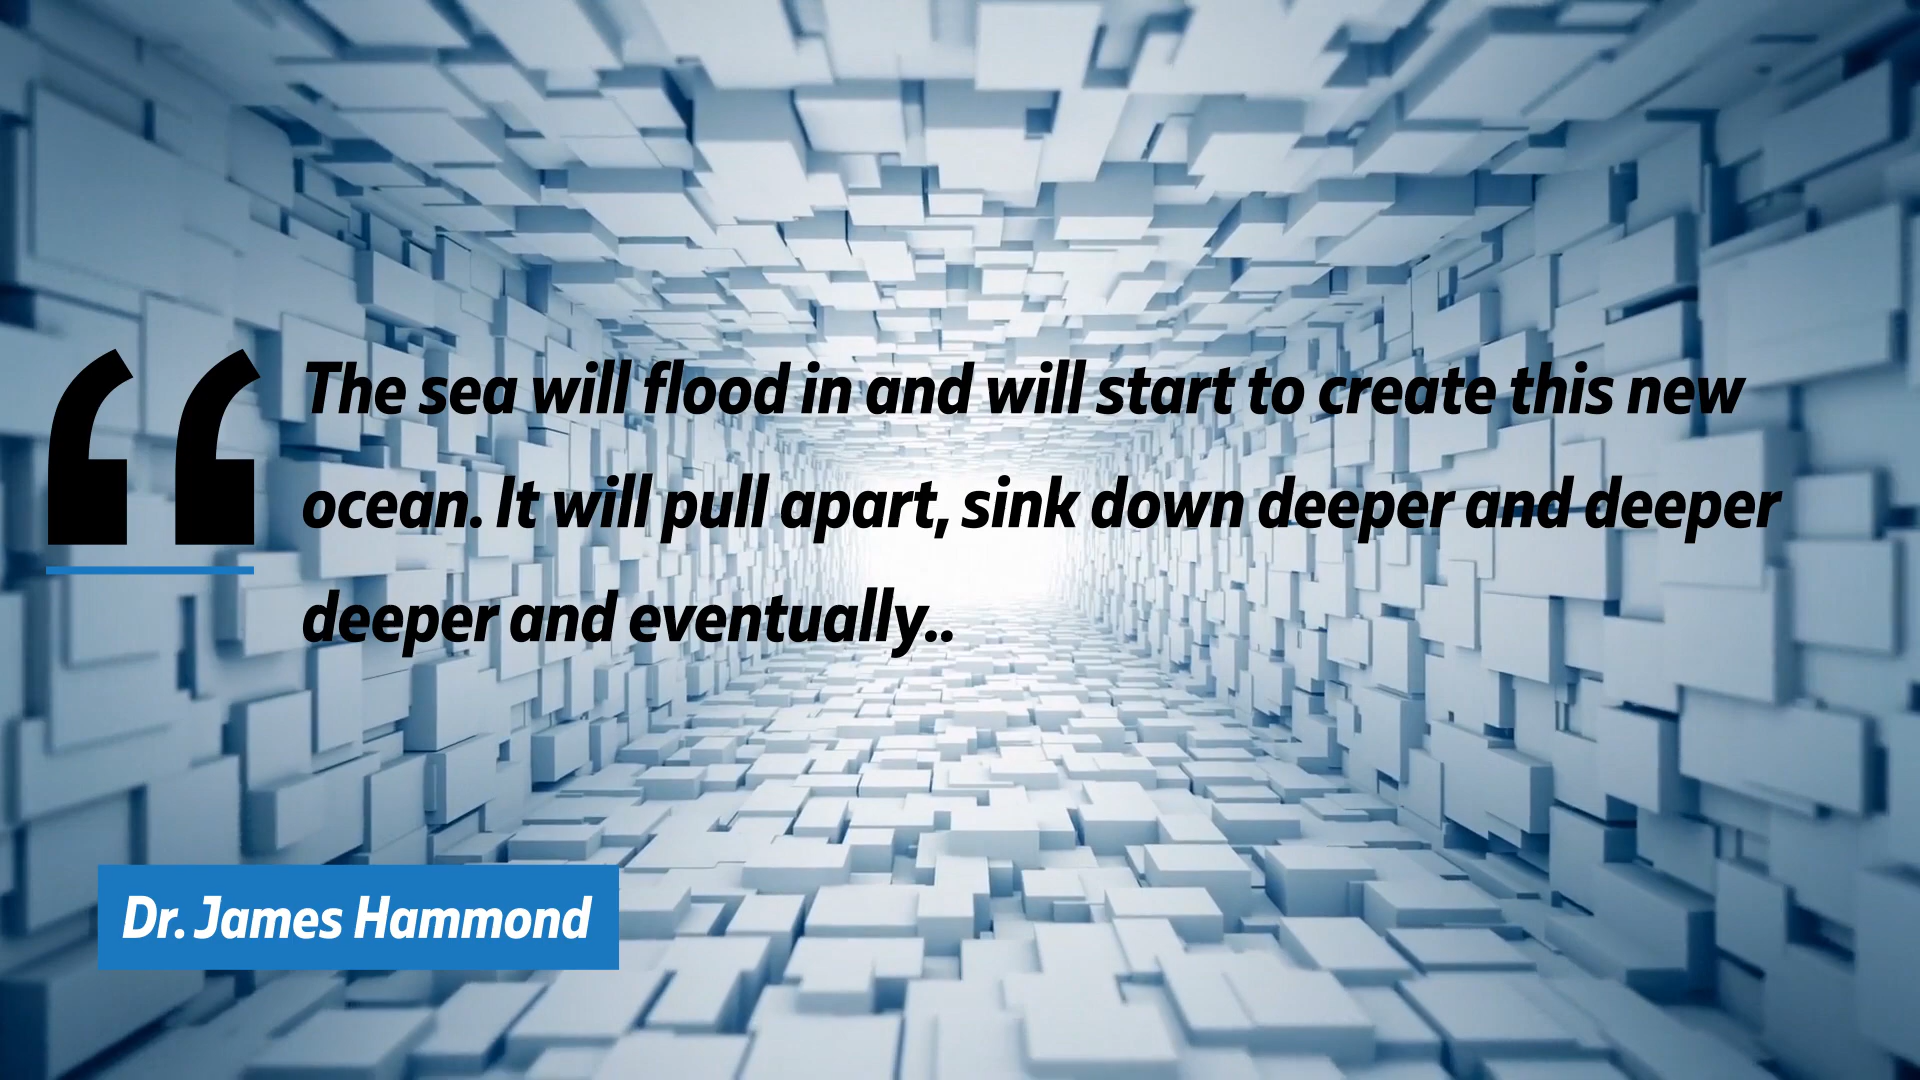 “
The sea will flood in and will start to create this new
ocean. It will pull apart, sink down deeper and deeper
deeper and eventually..
Dr. James Hammond